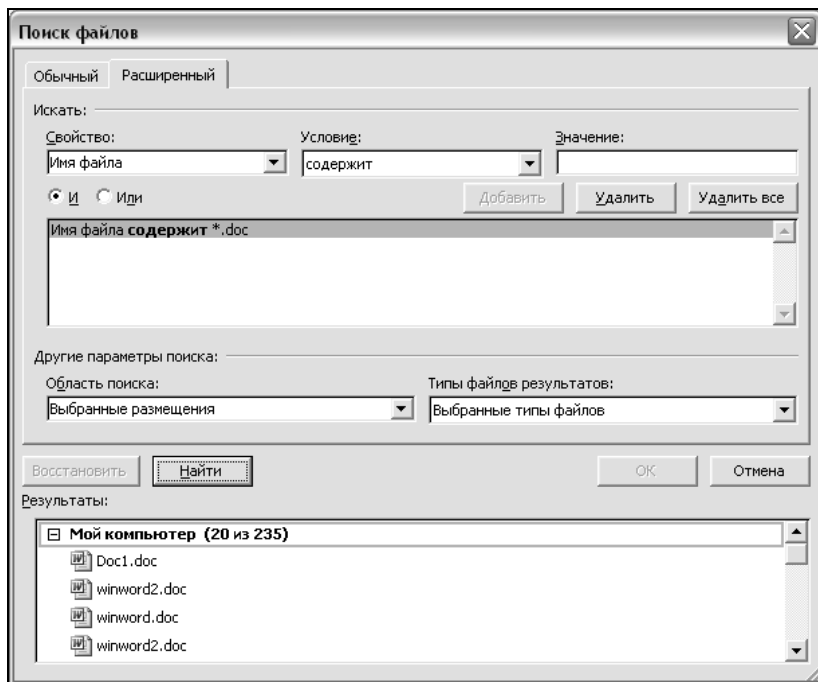 Поиск файлов
Обычный Расширенный
Искать:
Свойство: Условие: Значение:
Имя файла содержит
И Или Добавить Удалить Удалить все
Имя файла содержит *.doc
Другие параметры поиска:
Область поиска: Типы файлов результатов:
Выбранные размещения Выбранные типы файлов
Восстановить Найти ОК Отмена
Результаты:
Мой компьютер (20 из 235)
Doc1.doc
winword2.doc
winword.doc
winword2.doc